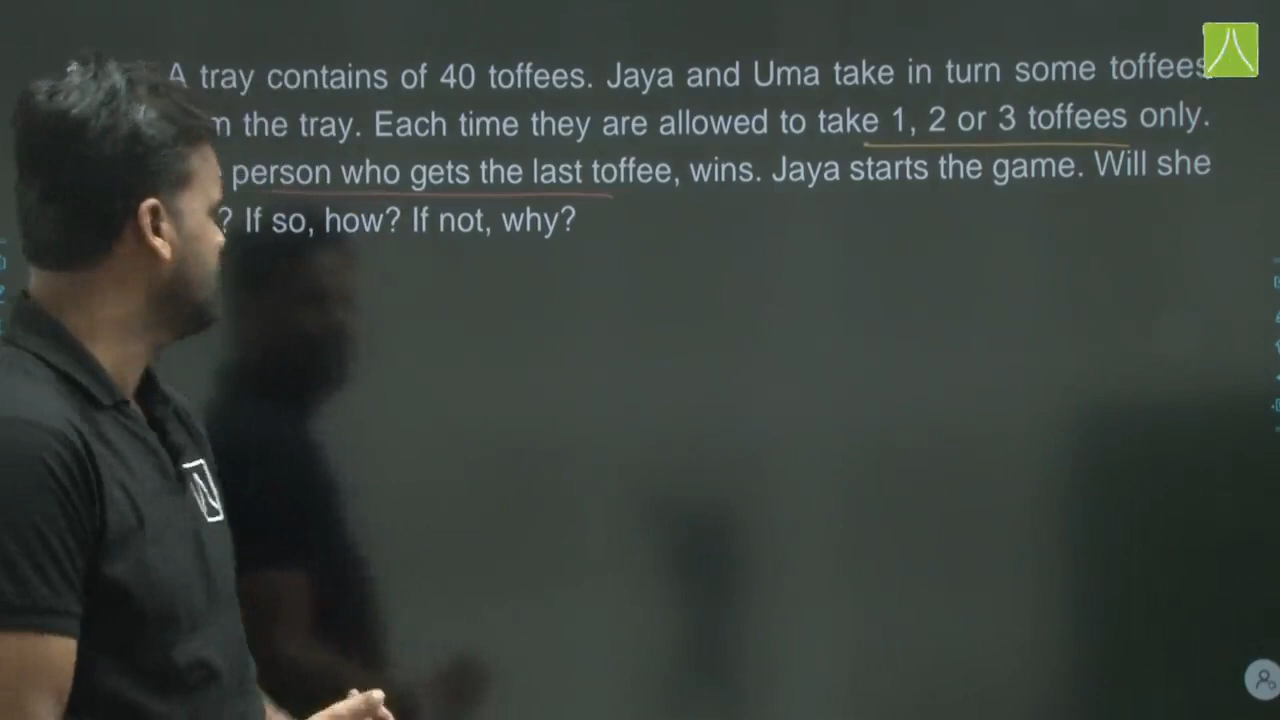 A tray contains of 40 toffees. Jaya and Uma take in turn some toffees
the tray. Each time they are allowed to take 1, 2 or 3 toffees only.
person who gets the last toffee, wins. Jaya starts the game. Will she
? If so, how? If not, why?